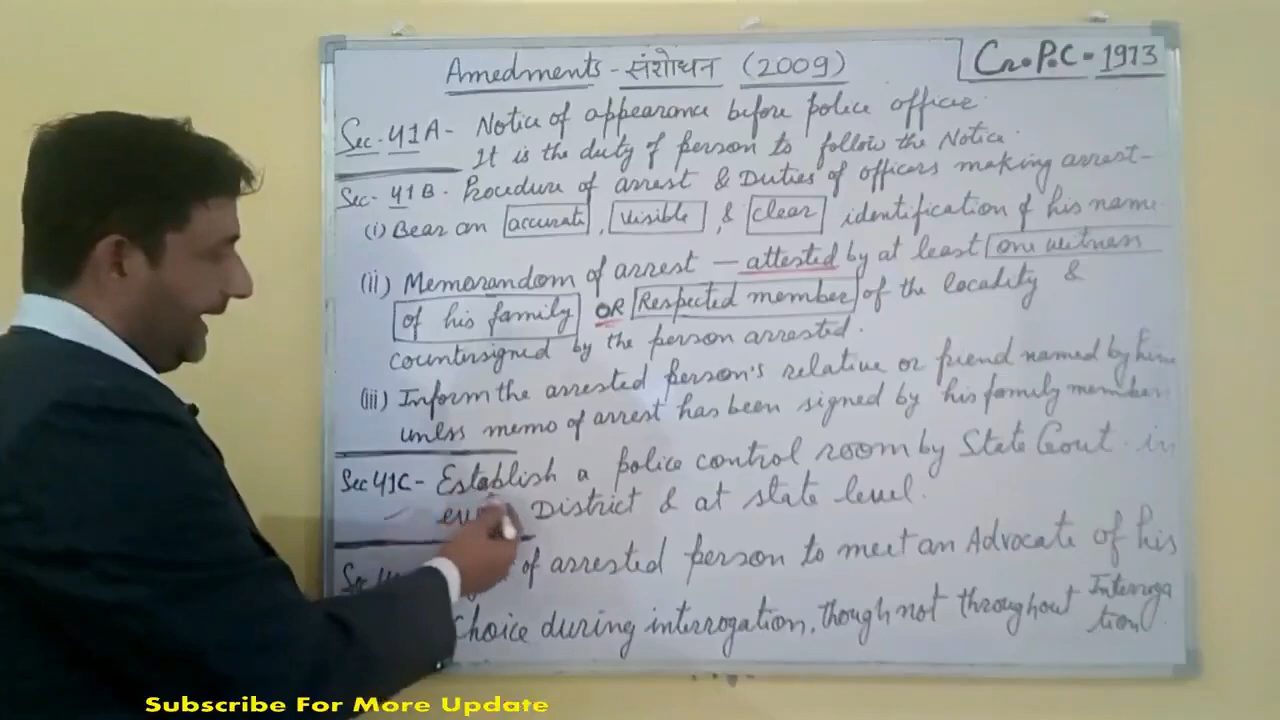 Amedments - संशोधन (2009)
Cr.P.C - 1973
Sec. 41A - Notice of appearance before police officer.
It is the duty of person to follow the Notice.
Sec. 41B - Procedure of arrest & Duties of officers making arrest -
(i) Bear an accurate, visible, & clear identification of his name
(ii) Memorandom of arrest — attested by at least one witness
of his family OR Respected member of the locality &
countersigned by the person arrested.
(iii) Inform the arrested person's relative or friend named by him
unless memo of arrest has been signed by his family member
Sec 41C - Establish a police control room by State Govt. in
District & at state level.
of arrested person to meet an Advocate of his
choice during interrogation, though not throughout Interrogation.
Subscribe For More Update